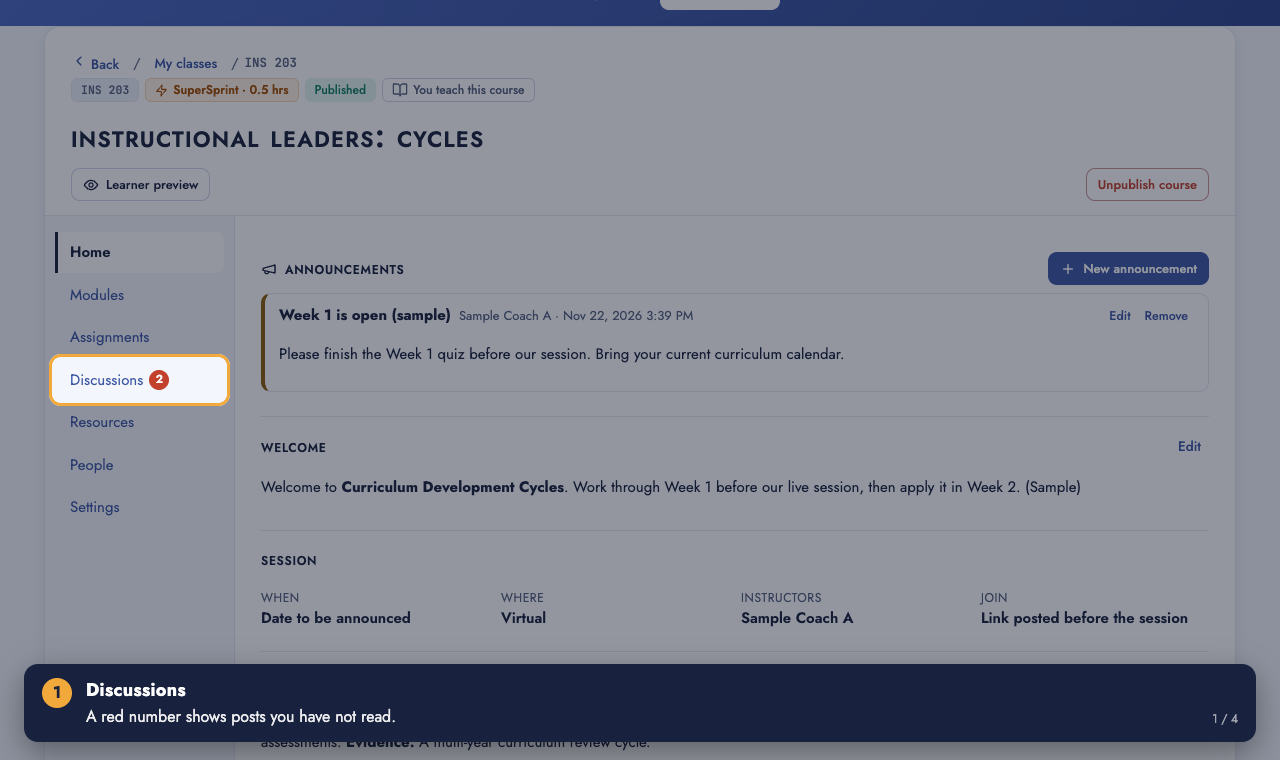 Back / My classes / INS 203
INS 203 SuperSprint · 0.5 hrs Published You teach this course
INSTRUCTIONAL LEADERS: CYCLES
Learner preview Unpublish course
Home
Modules
Assignments
Discussions 2
Resources
People
Settings
ANNOUNCEMENTS + New announcement
Week 1 is open (sample) Sample Coach A · Nov 22, 2026 3:39 PM Edit Remove
Please finish the Week 1 quiz before our session. Bring your current curriculum calendar.
WELCOME Edit
Welcome to Curriculum Development Cycles. Work through Week 1 before our live session, then apply it in Week 2. (Sample)
SESSION
WHEN WHERE INSTRUCTORS JOIN
Date to be announced Virtual Sample Coach A Link posted before the session
1 Discussions
A red number shows posts you have not read.
1 / 4
assessments. Evidence: A multi-year curriculum review cycle.